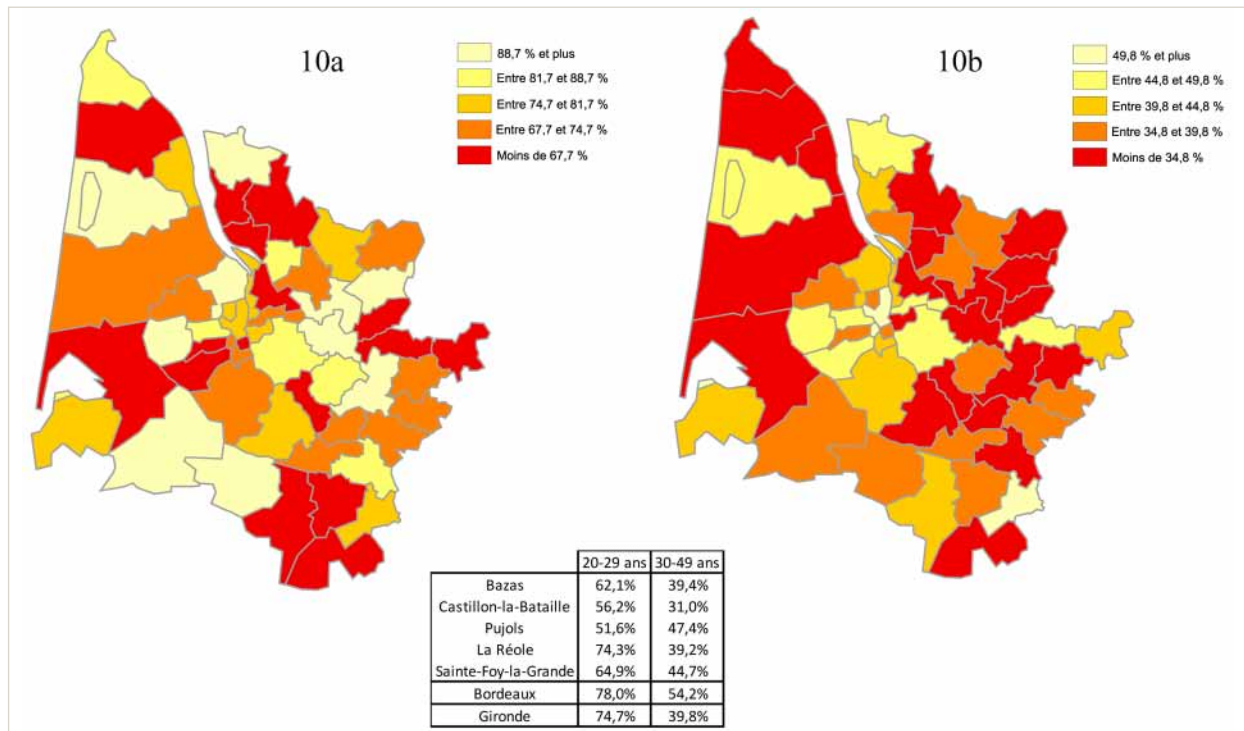 10a
88,7 % et plus
Entre 81,7 et 88,7 %
Entre 74,7 et 81,7 %
Entre 67,7 et 74,7 %
Moins de 67,7 %
10b
49,8 % et plus
Entre 44,8 et 49,8 %
Entre 39,8 et 44,8 %
Entre 34,8 et 39,8 %
Moins de 34,8 %
20-29 ans 30-49 ans
Bazas 62,1% 39,4%
Castillon-la-Bataille 56,2% 31,0%
Pujols 51,6% 47,4%
La Réole 74,3% 39,2%
Sainte-Foy-la-Grande 64,9% 44,7%
Bordeaux 78,0% 54,2%
Gironde 74,7% 39,8%